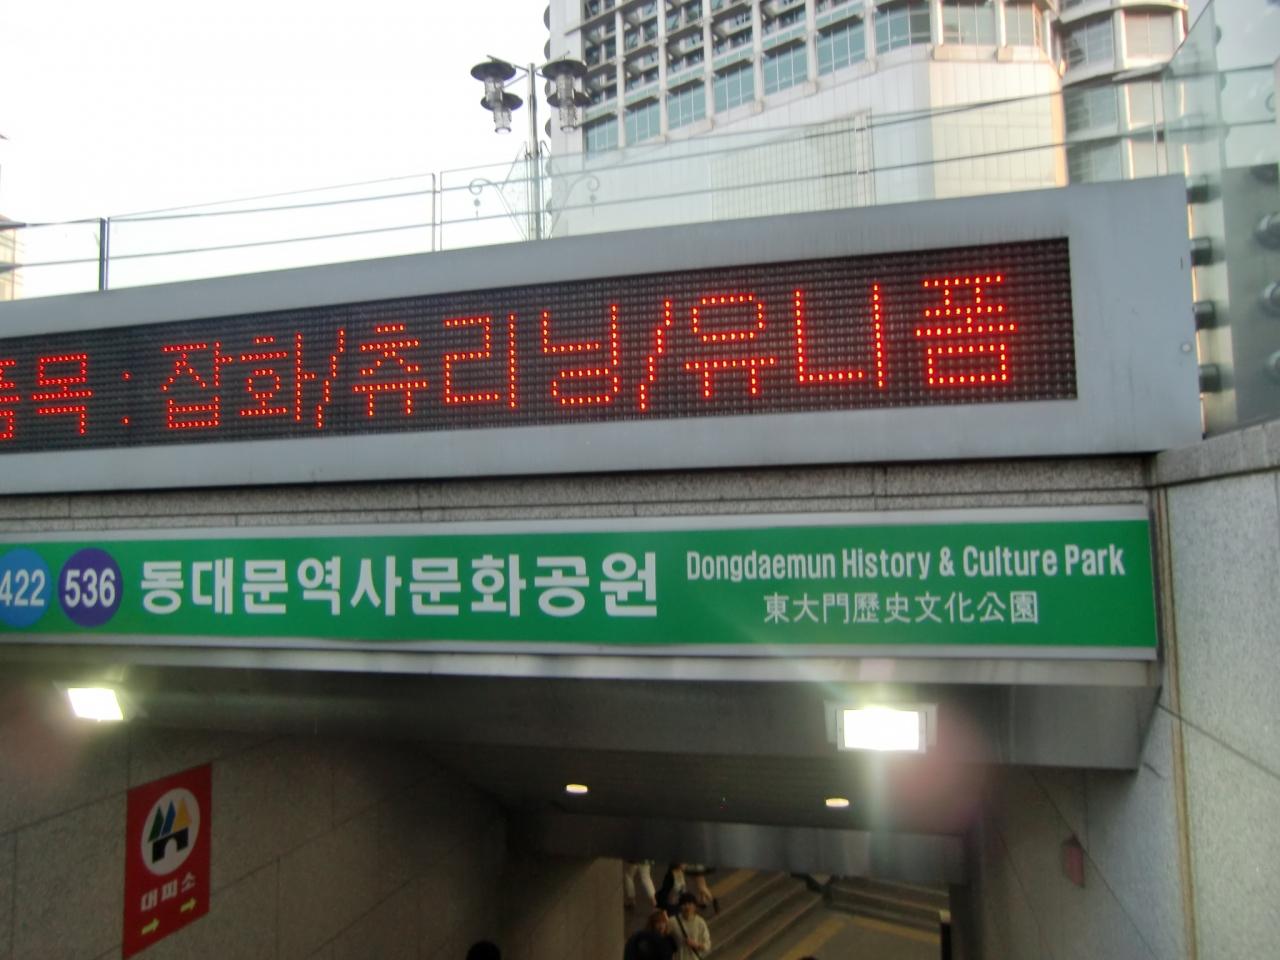 품목 : 잡화/츄리닝/유니폼
422 536 동대문역사문화공원 Dongdaemun History & Culture Park
東大門歷史文化公園
대피소